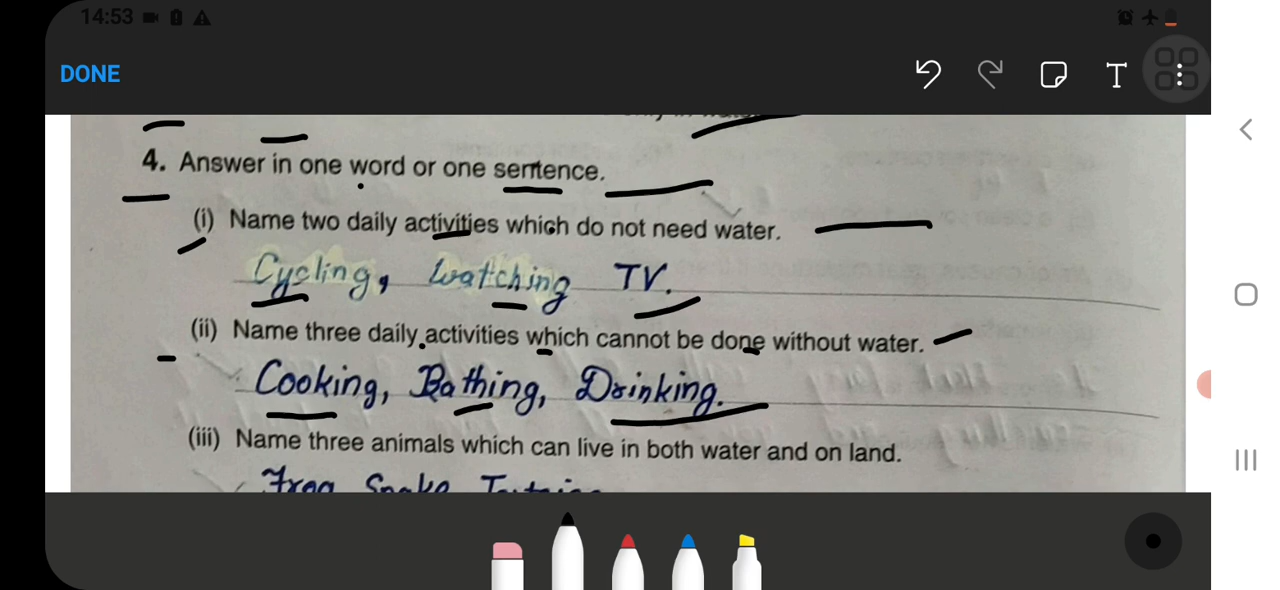 14:53
DONE
T
4. Answer in one word or one sentence.
(i) Name two daily activities which do not need water.
Cycling, Watching TV.
(ii) Name three daily activities which cannot be done without water.
Cooking, Bathing, Drinking.
(iii) Name three animals which can live in both water and on land.
Frog Snake